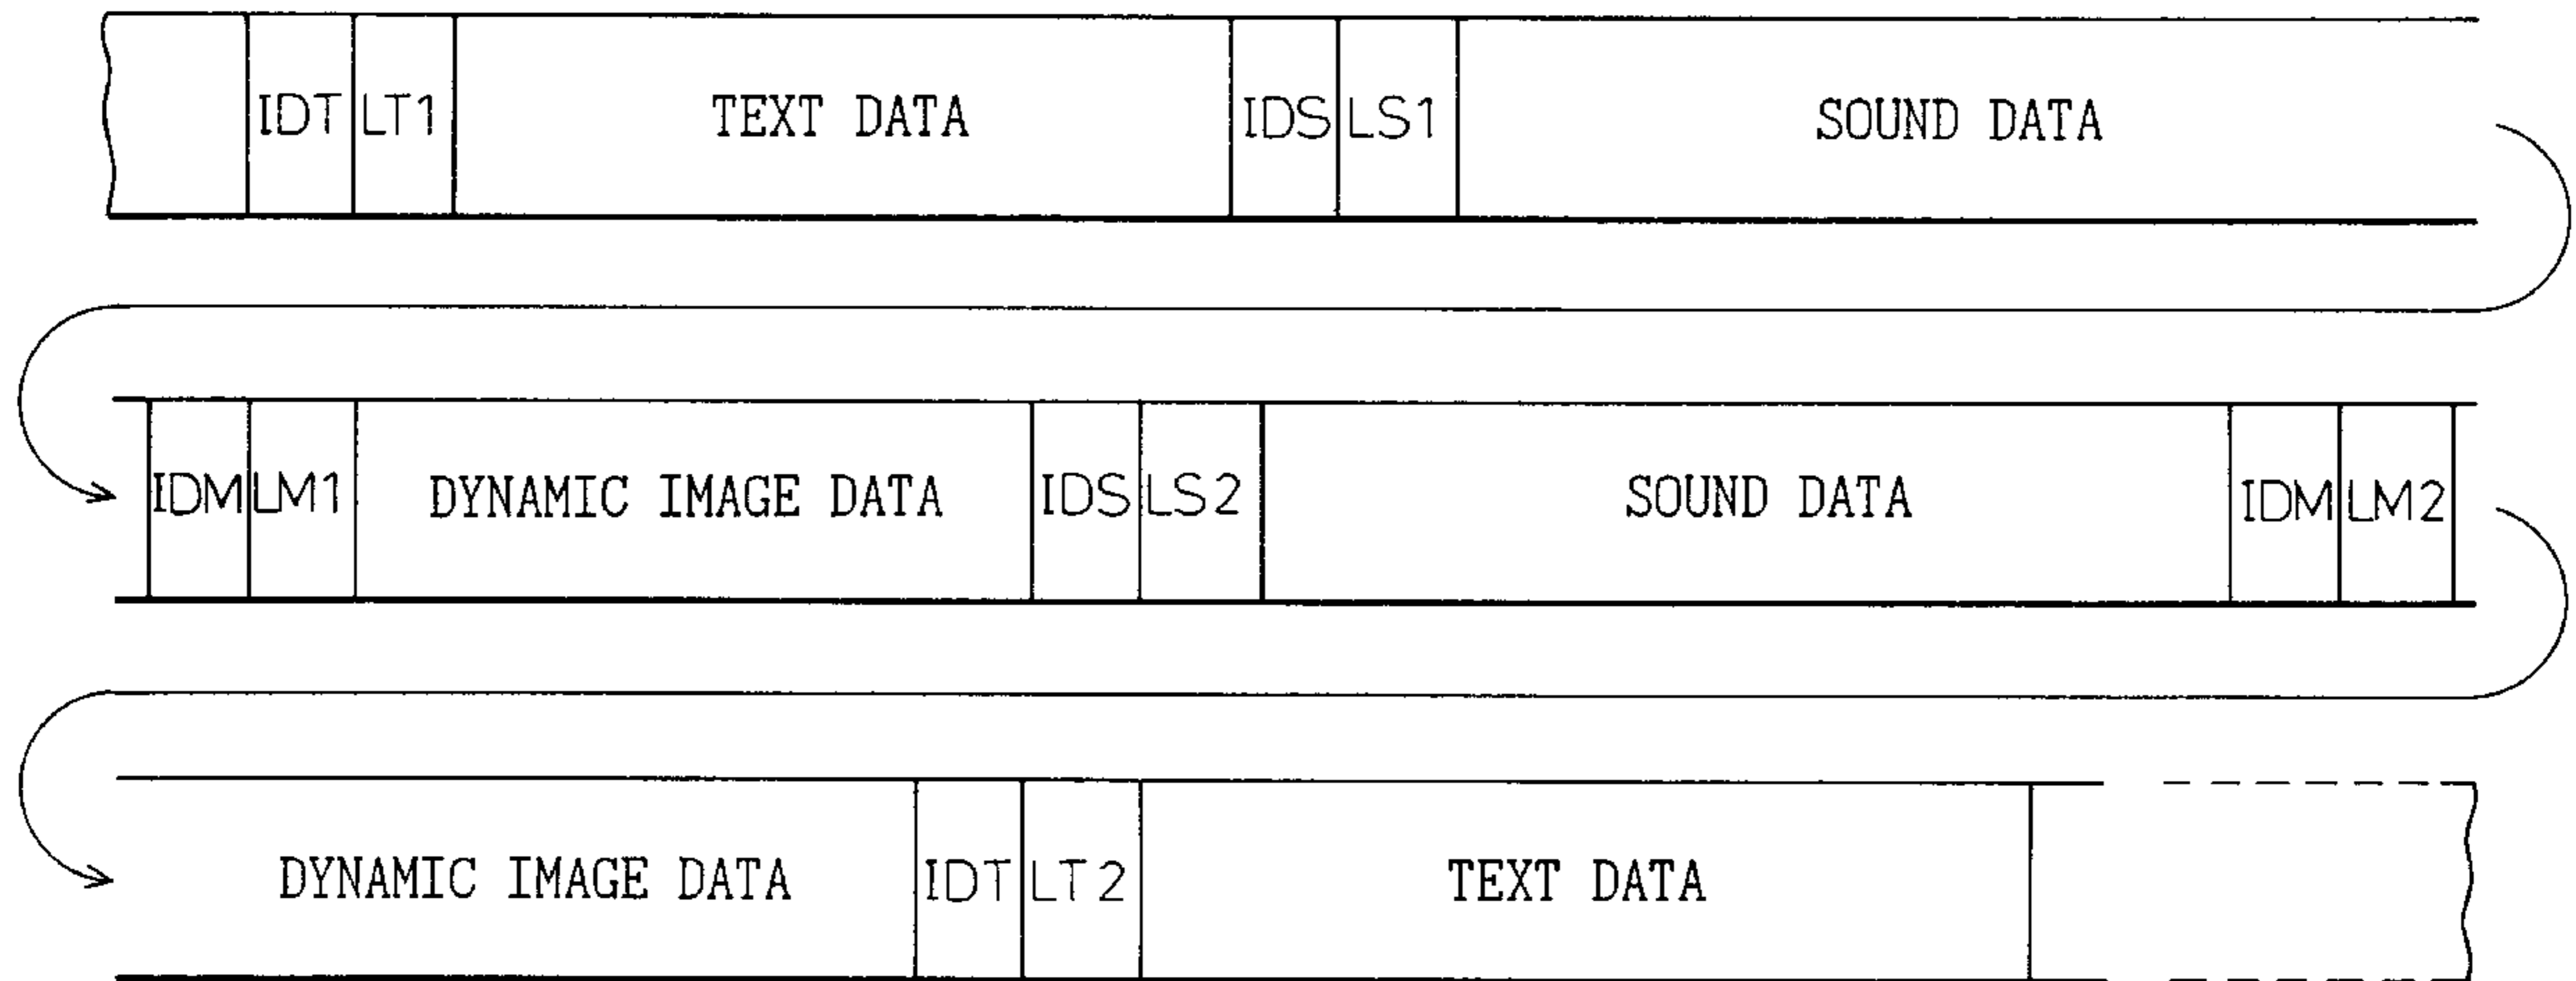 IDT LT1 TEXT DATA IDS LS1 SOUND DATA
IDM LM1 DYNAMIC IMAGE DATA IDS LS2 SOUND DATA IDM LM2
DYNAMIC IMAGE DATA IDT LT2 TEXT DATA